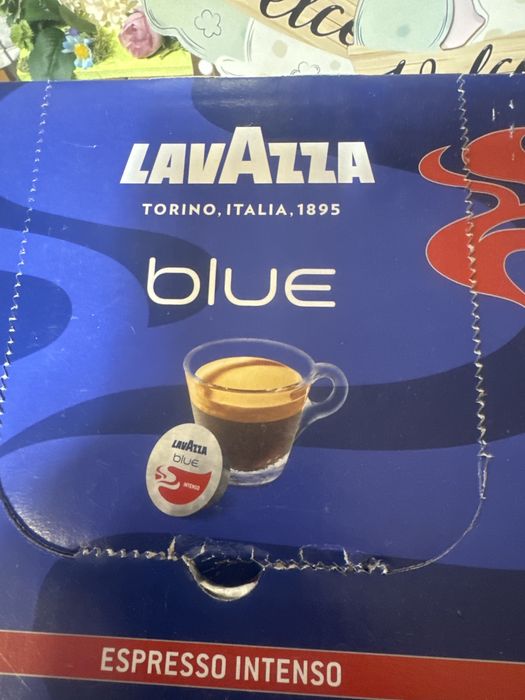 LAVAZZA
TORINO, ITALIA, 1895
blue
LAVAZZA
blue
INTENSO
ESPRESSO INTENSO